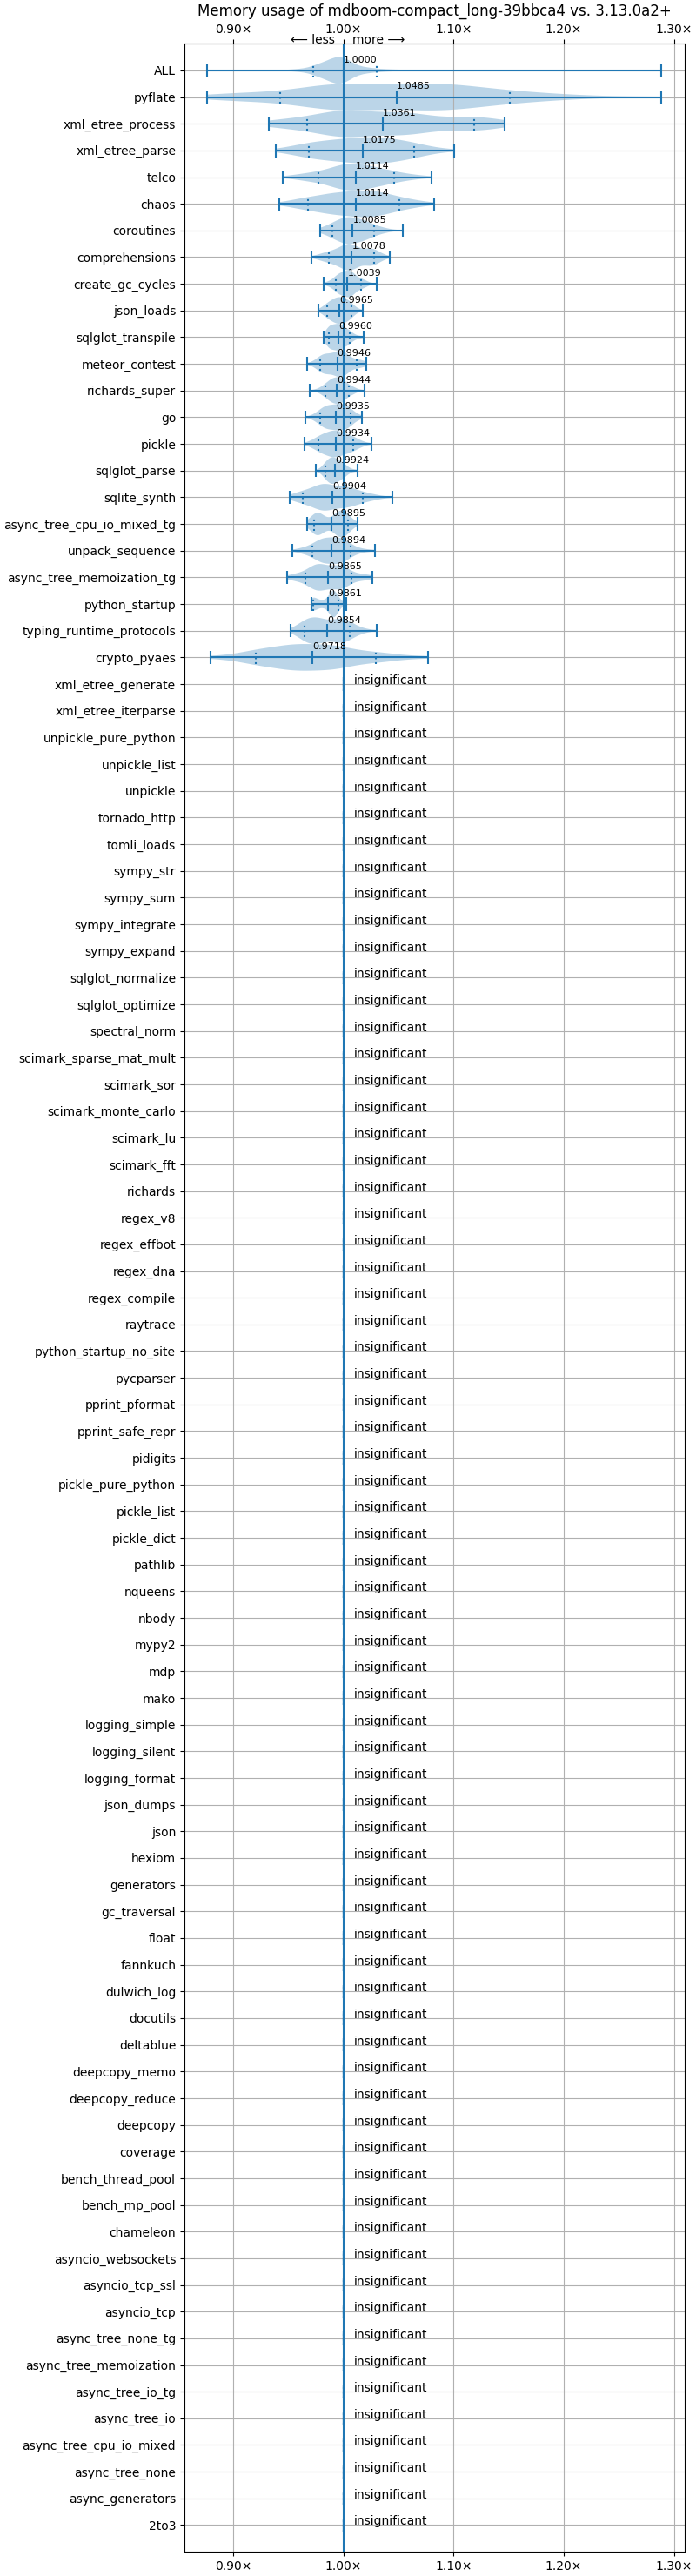 Memory usage of mdboom-compact_long-39bbca4 vs. 3.13.0a2+
0.90× 1.00× 1.10× 1.20× 1.30×
⟵ less more ⟶
ALL 1.0000
pyflate 1.0485
xml_etree_process 1.0361
xml_etree_parse 1.0175
telco 1.0114
chaos 1.0114
coroutines 1.0085
comprehensions 1.0078
create_gc_cycles 1.0039
json_loads 0.9965
sqlglot_transpile 0.9960
meteor_contest 0.9946
richards_super 0.9944
go 0.9935
pickle 0.9934
sqlglot_parse 0.9924
sqlite_synth 0.9904
async_tree_cpu_io_mixed_tg 0.9895
unpack_sequence 0.9894
async_tree_memoization_tg 0.9865
python_startup 0.9861
typing_runtime_protocols 0.9854
crypto_pyaes 0.9718
xml_etree_generate insignificant
xml_etree_iterparse insignificant
unpickle_pure_python insignificant
unpickle_list insignificant
unpickle insignificant
tornado_http insignificant
tomli_loads insignificant
sympy_str insignificant
sympy_sum insignificant
sympy_integrate insignificant
sympy_expand insignificant
sqlglot_normalize insignificant
sqlglot_optimize insignificant
spectral_norm insignificant
scimark_sparse_mat_mult insignificant
scimark_sor insignificant
scimark_monte_carlo insignificant
scimark_lu insignificant
scimark_fft insignificant
richards insignificant
regex_v8 insignificant
regex_effbot insignificant
regex_dna insignificant
regex_compile insignificant
raytrace insignificant
python_startup_no_site insignificant
pycparser insignificant
pprint_pformat insignificant
pprint_safe_repr insignificant
pidigits insignificant
pickle_pure_python insignificant
pickle_list insignificant
pickle_dict insignificant
pathlib insignificant
nqueens insignificant
nbody insignificant
mypy2 insignificant
mdp insignificant
mako insignificant
logging_simple insignificant
logging_silent insignificant
logging_format insignificant
json_dumps insignificant
json insignificant
hexiom insignificant
generators insignificant
gc_traversal insignificant
float insignificant
fannkuch insignificant
dulwich_log insignificant
docutils insignificant
deltablue insignificant
deepcopy_memo insignificant
deepcopy_reduce insignificant
deepcopy insignificant
coverage insignificant
bench_thread_pool insignificant
bench_mp_pool insignificant
chameleon insignificant
asyncio_websockets insignificant
asyncio_tcp_ssl insignificant
asyncio_tcp insignificant
async_tree_none_tg insignificant
async_tree_memoization insignificant
async_tree_io_tg insignificant
async_tree_io insignificant
async_tree_cpu_io_mixed insignificant
async_tree_none insignificant
async_generators insignificant
2to3 insignificant
0.90× 1.00× 1.10× 1.20× 1.30×